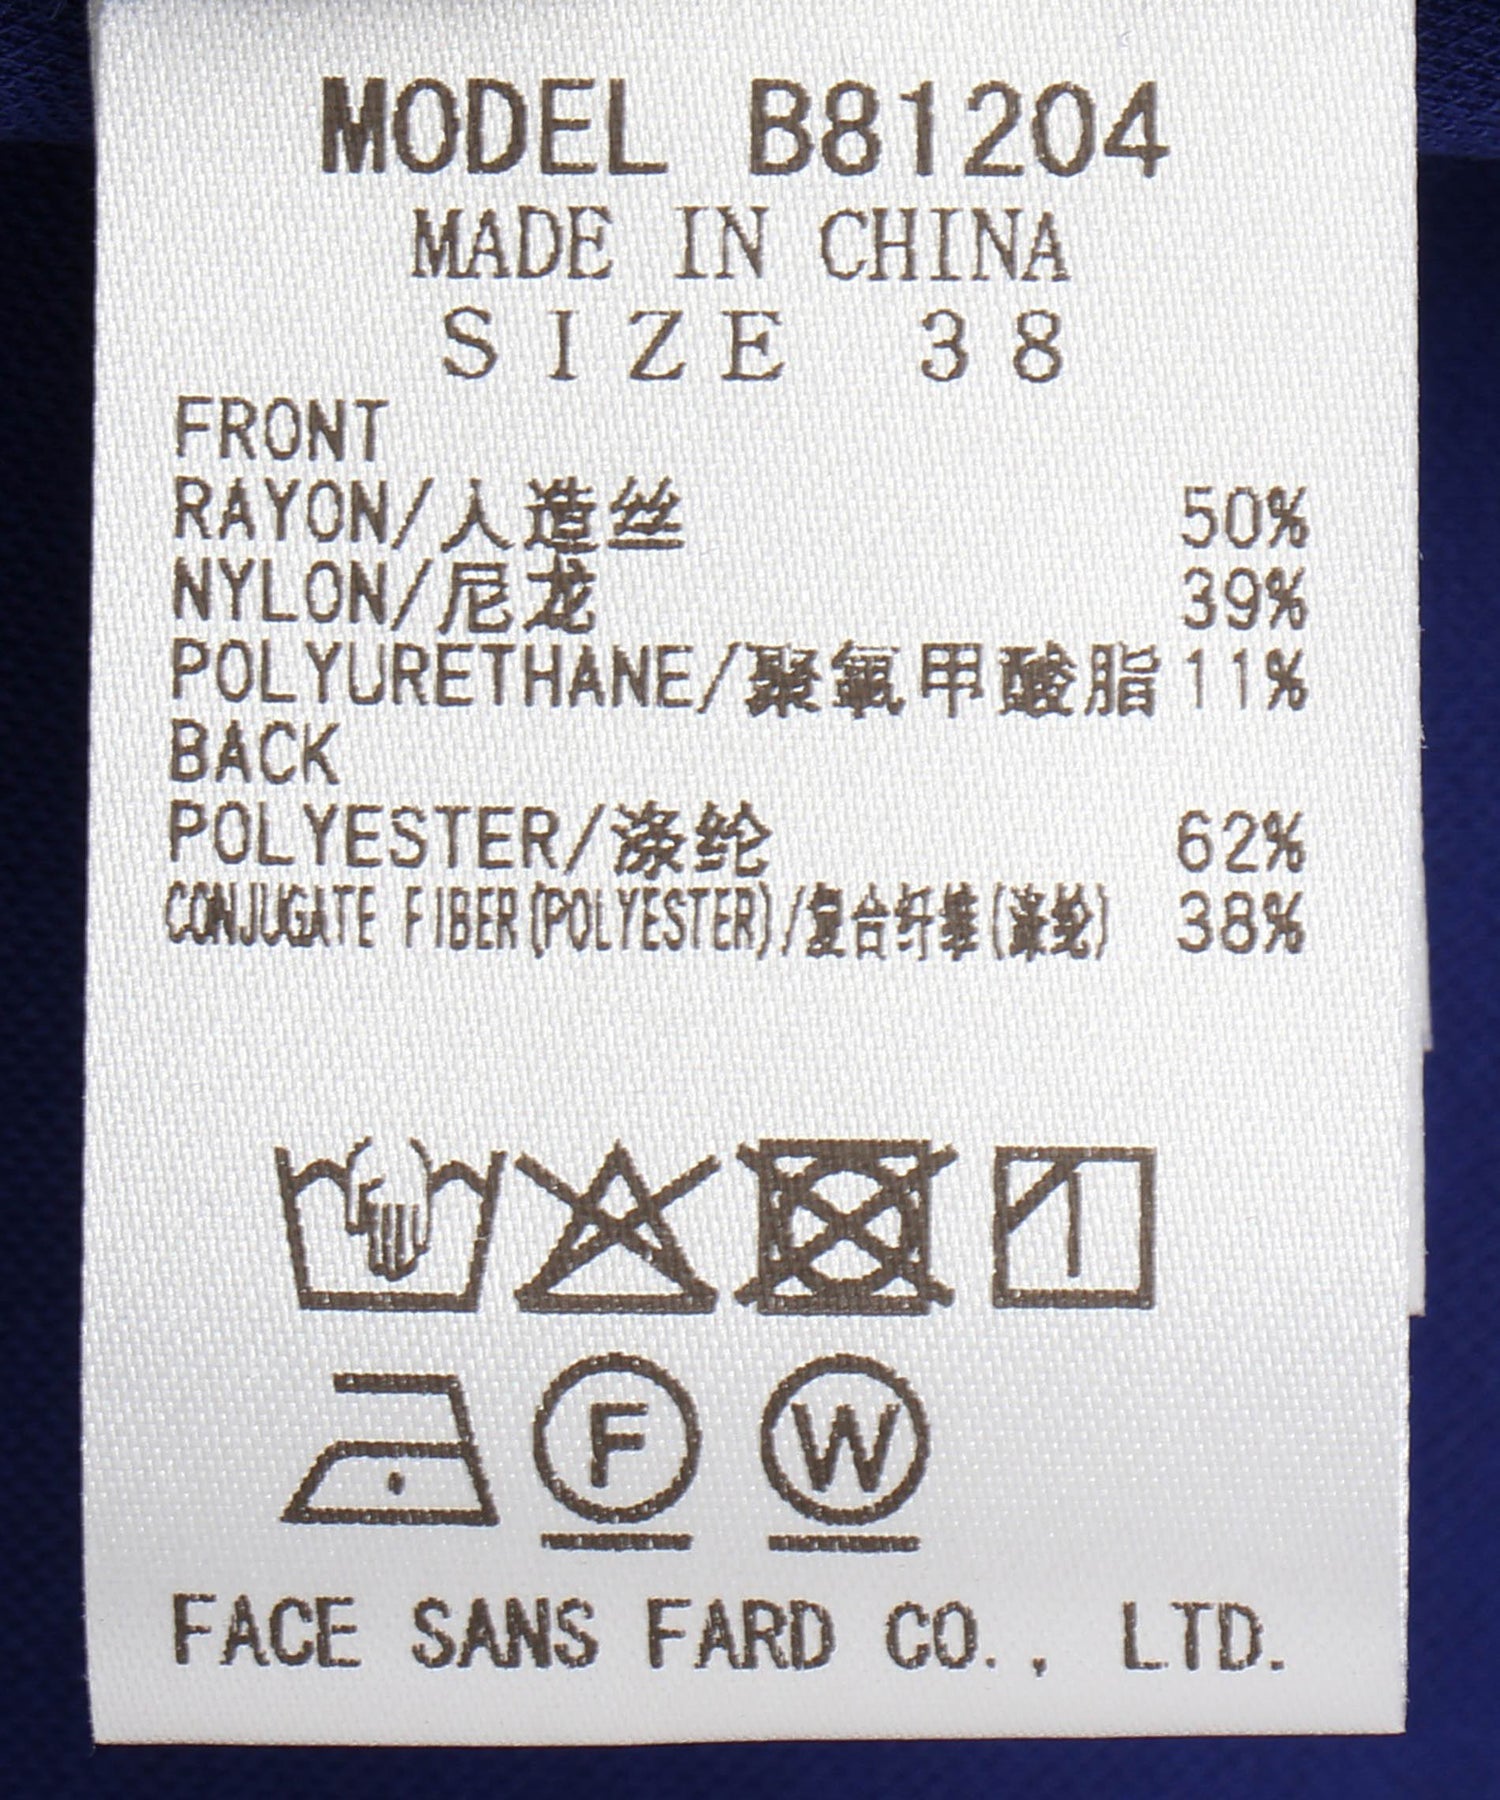 MODEL B81204
MADE IN CHINA
SIZE 38
FRONT
RAYON/人造丝 50%
NYLON/尼龙 39%
POLYURETHANE/聚氨甲酸脂 11%
BACK
POLYESTER/涤纶 62%
CONJUGATE FIBER(POLYESTER)/复合纤维(涤纶) 38%
F W
FACE SANS FARD CO., LTD.